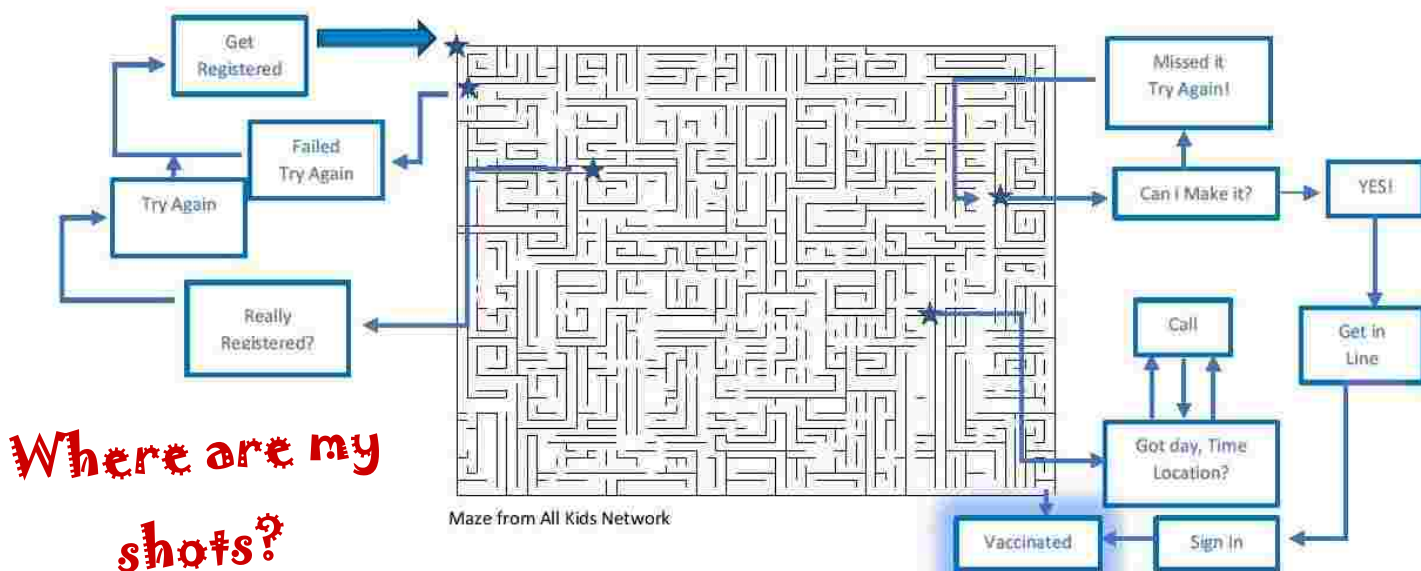 Get
Registered
Failed
Try Again
Try Again
Really
Registered?
Where are my
shots?
Maze from All Kids Network
Missed it
Try Again!
Can I Make it?
YES!
Get in
Line
Call
Got day, Time
Location?
Sign In
Vaccinated